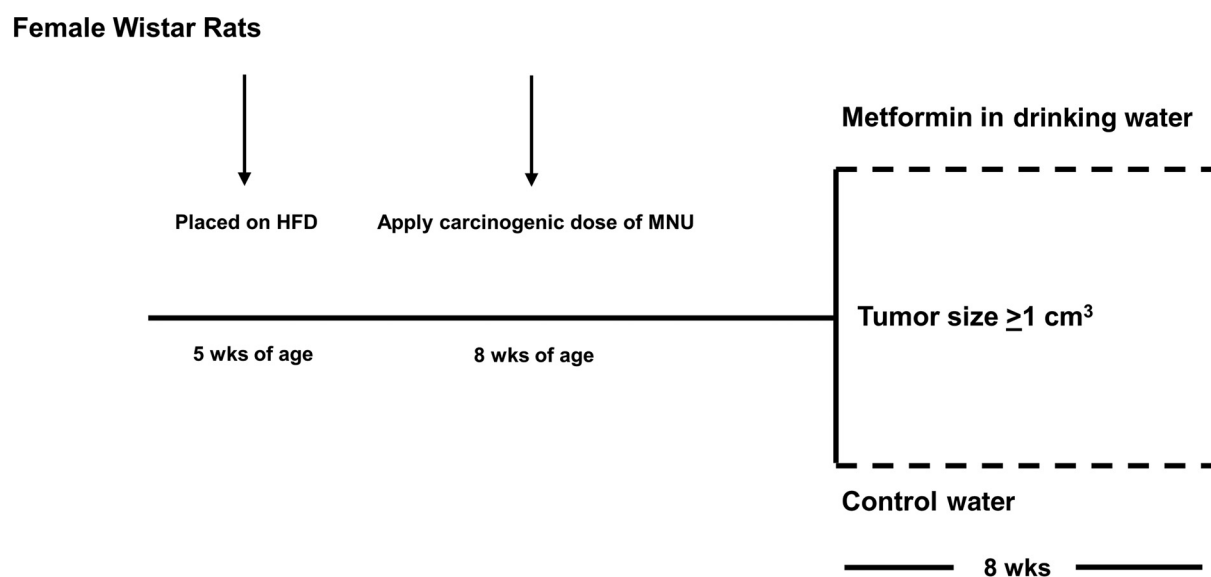 Female Wistar Rats
Metformin in drinking water
Placed on HFD
Apply carcinogenic dose of MNU
Tumor size ≥1 cm³
5 wks of age
8 wks of age
Control water
8 wks